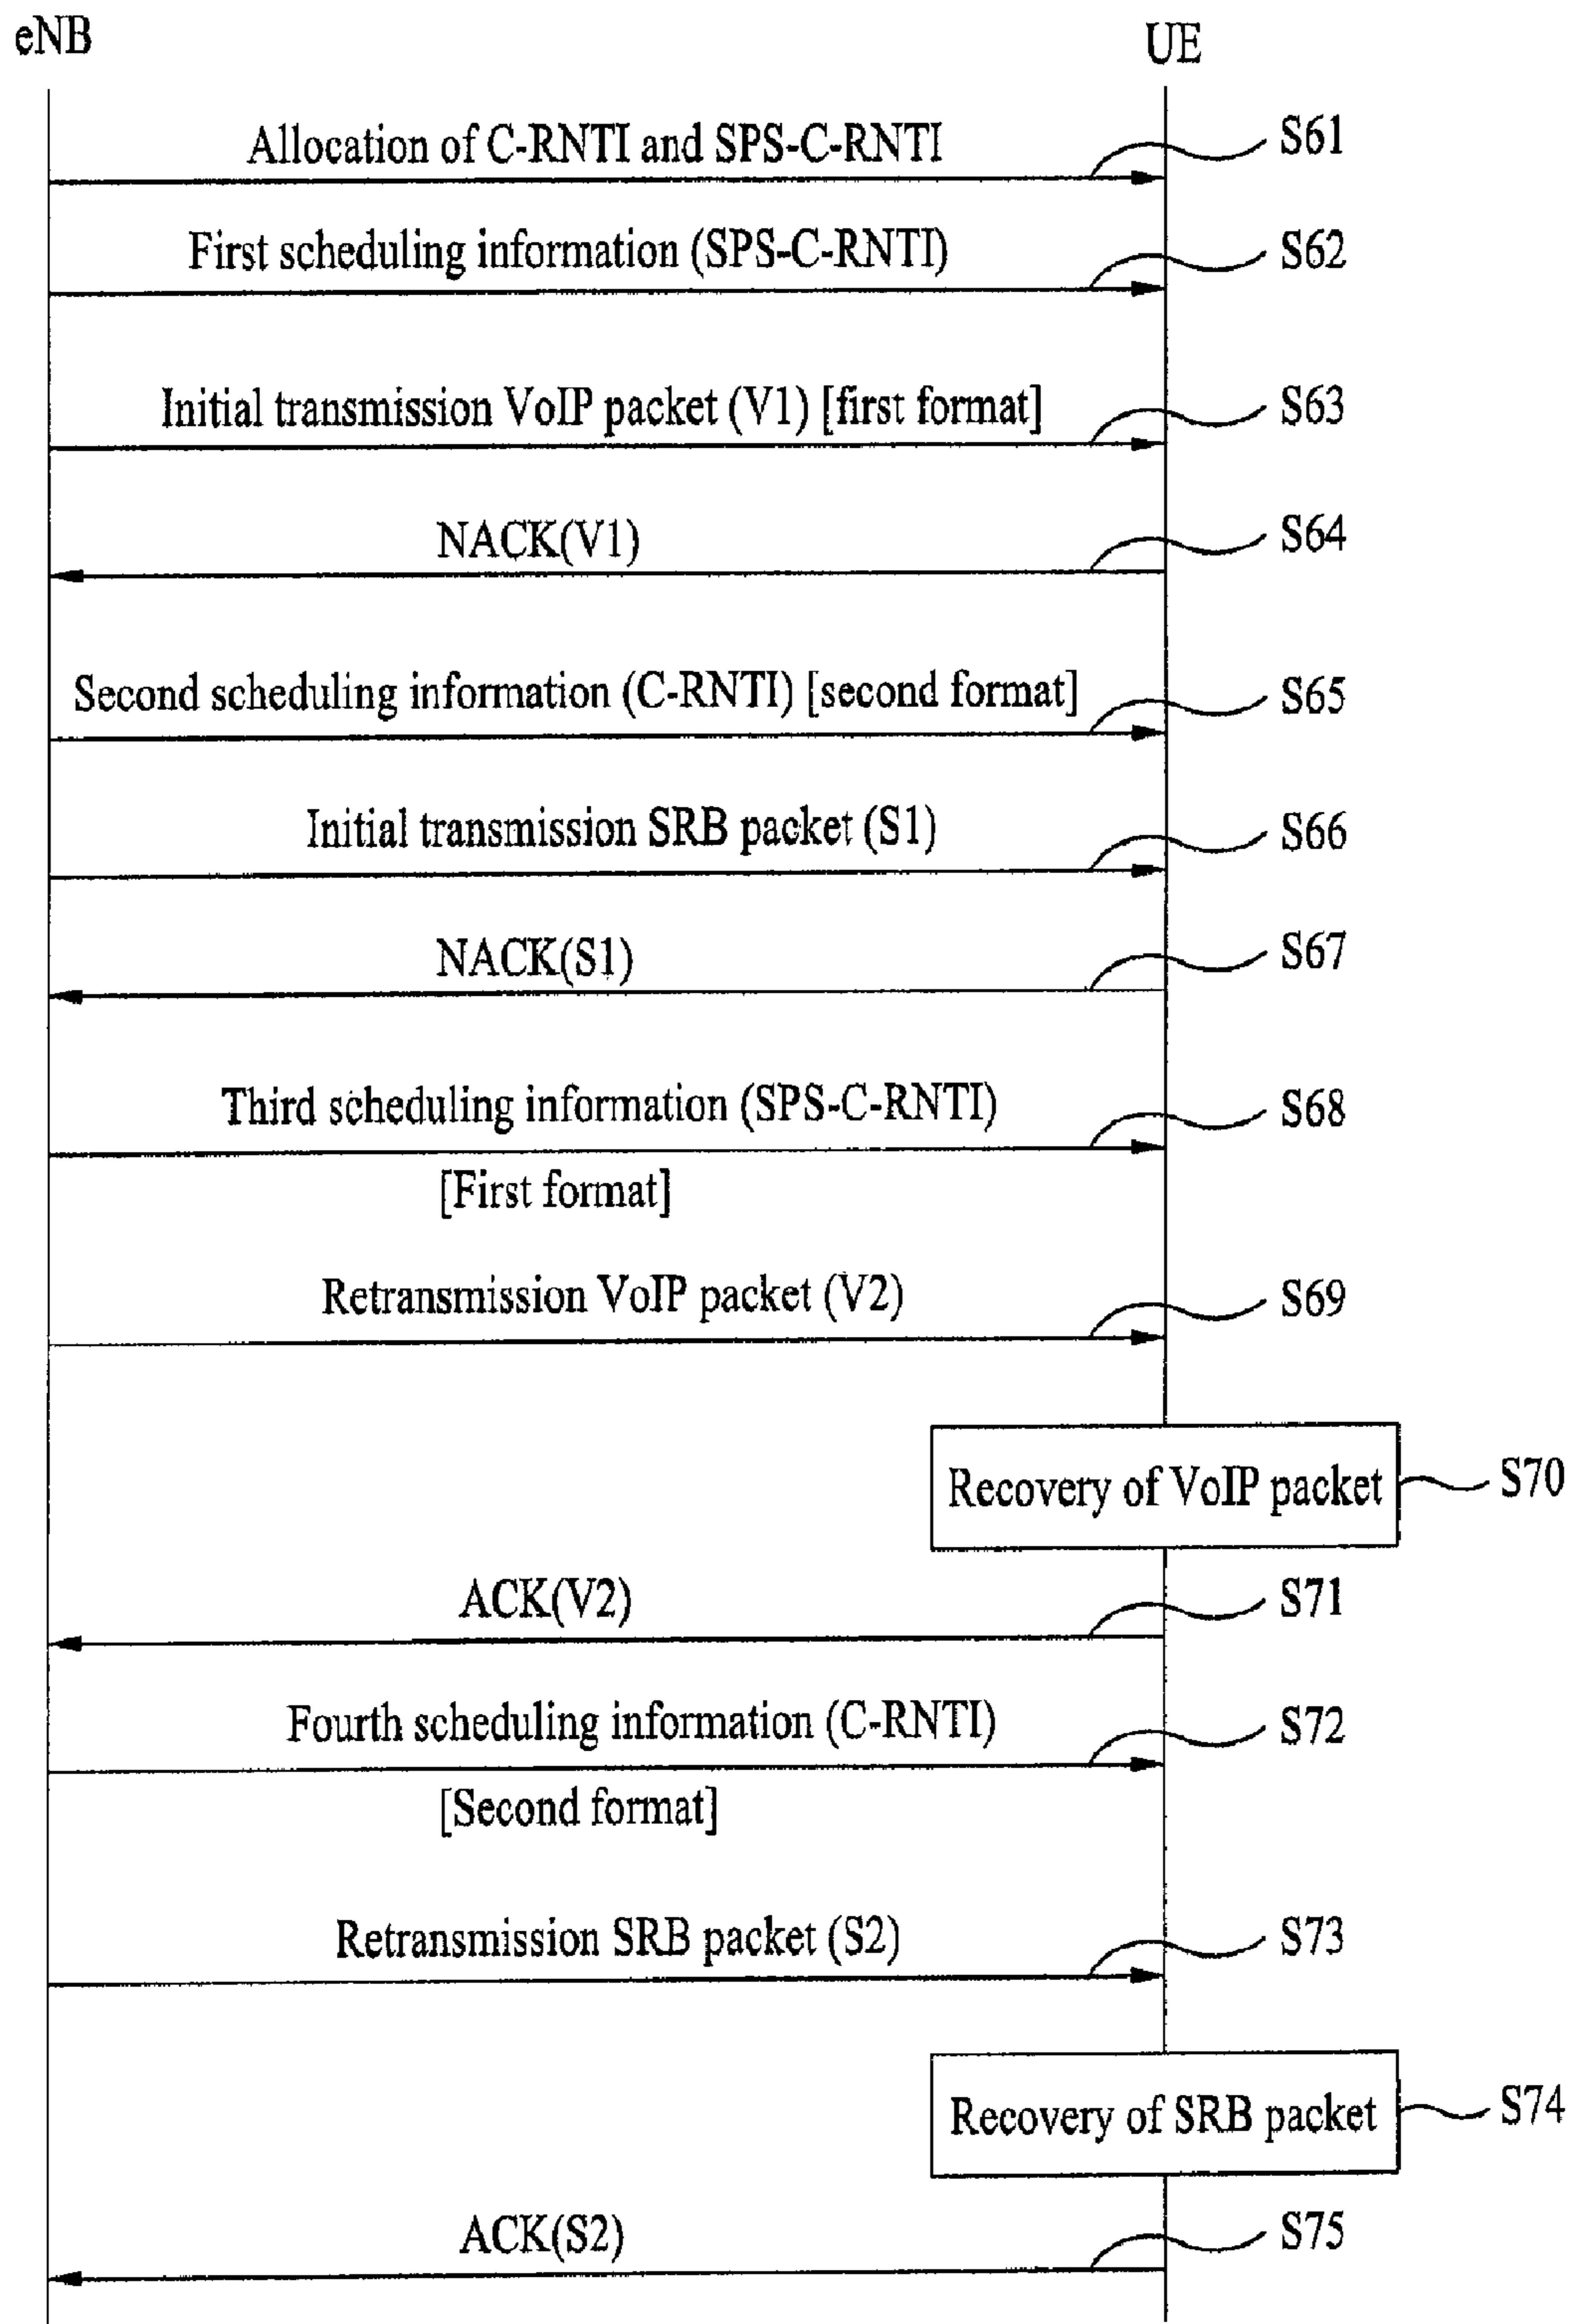 eNB
UE
Allocation of C-RNTI and SPS-C-RNTI
S61
First scheduling information (SPS-C-RNTI)
S62
Initial transmission VoIP packet (V1) [first format]
S63
NACK(V1)
S64
Second scheduling information (C-RNTI) [second format]
S65
Initial transmission SRB packet (S1)
S66
NACK(S1)
S67
Third scheduling information (SPS-C-RNTI)
S68
[First format]
Retransmission VoIP packet (V2)
S69
Recovery of VoIP packet
S70
ACK(V2)
S71
Fourth scheduling information (C-RNTI)
S72
[Second format]
Retransmission SRB packet (S2)
S73
Recovery of SRB packet
S74
ACK(S2)
S75